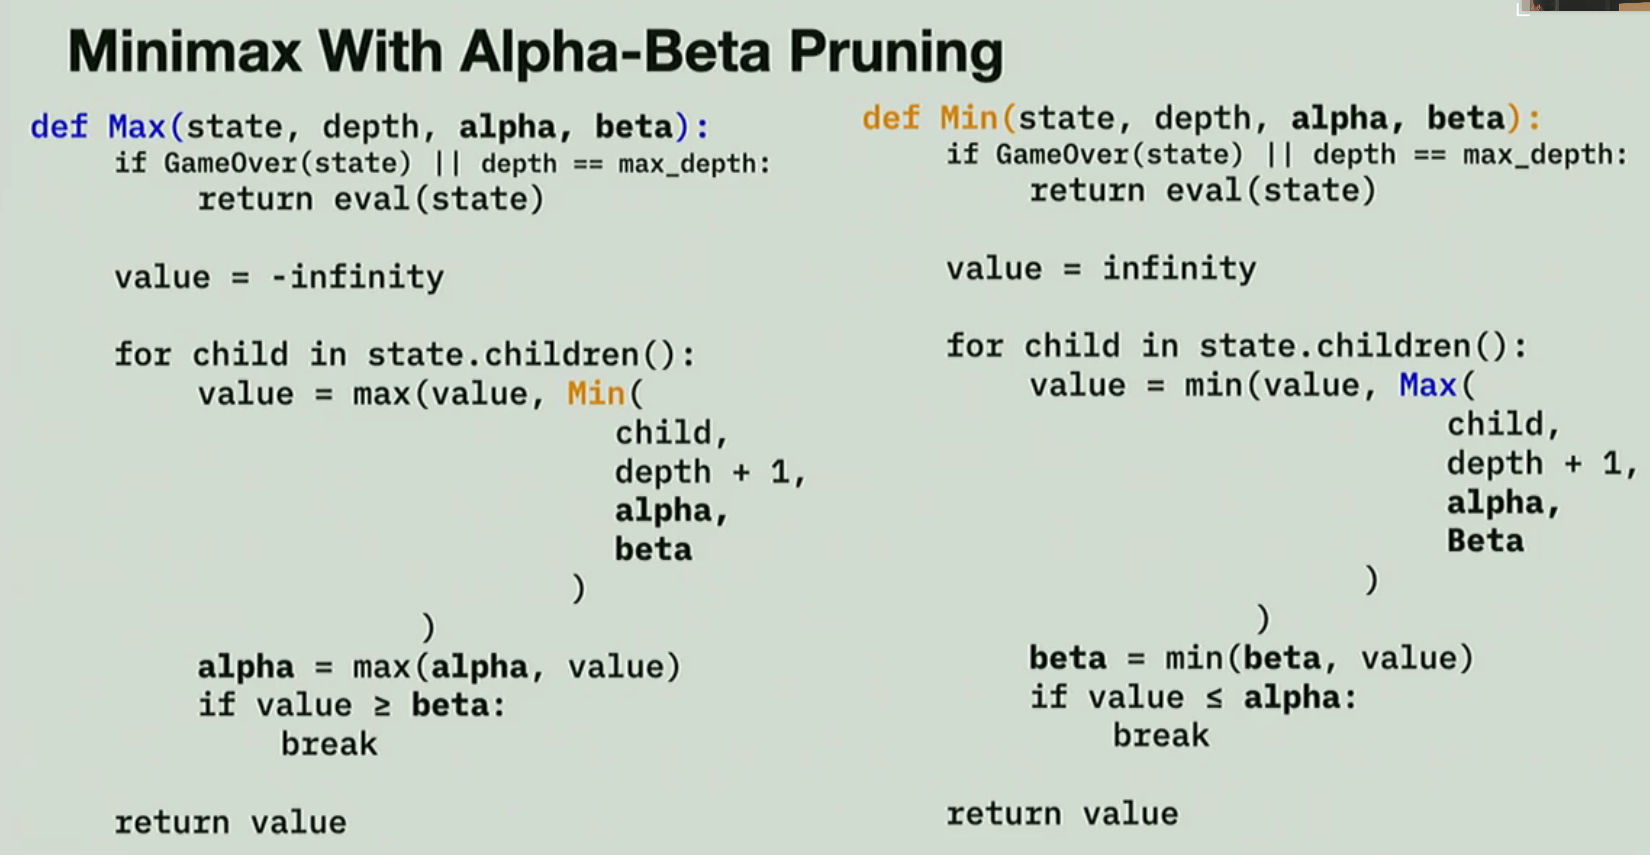 Minimax With Alpha-Beta Pruning
def Max(state, depth, alpha, beta):
if GameOver(state) || depth == max_depth:
return eval(state)
value = -infinity
for child in state.children():
value = max(value, Min(
child,
depth + 1,
alpha,
beta
)
)
alpha = max(alpha, value)
if value ≥ beta:
break
return value
def Min(state, depth, alpha, beta):
if GameOver(state) || depth == max_depth:
return eval(state)
value = infinity
for child in state.children():
value = min(value, Max(
child,
depth + 1,
alpha,
Beta
)
)
beta = min(beta, value)
if value ≤ alpha:
break
return value